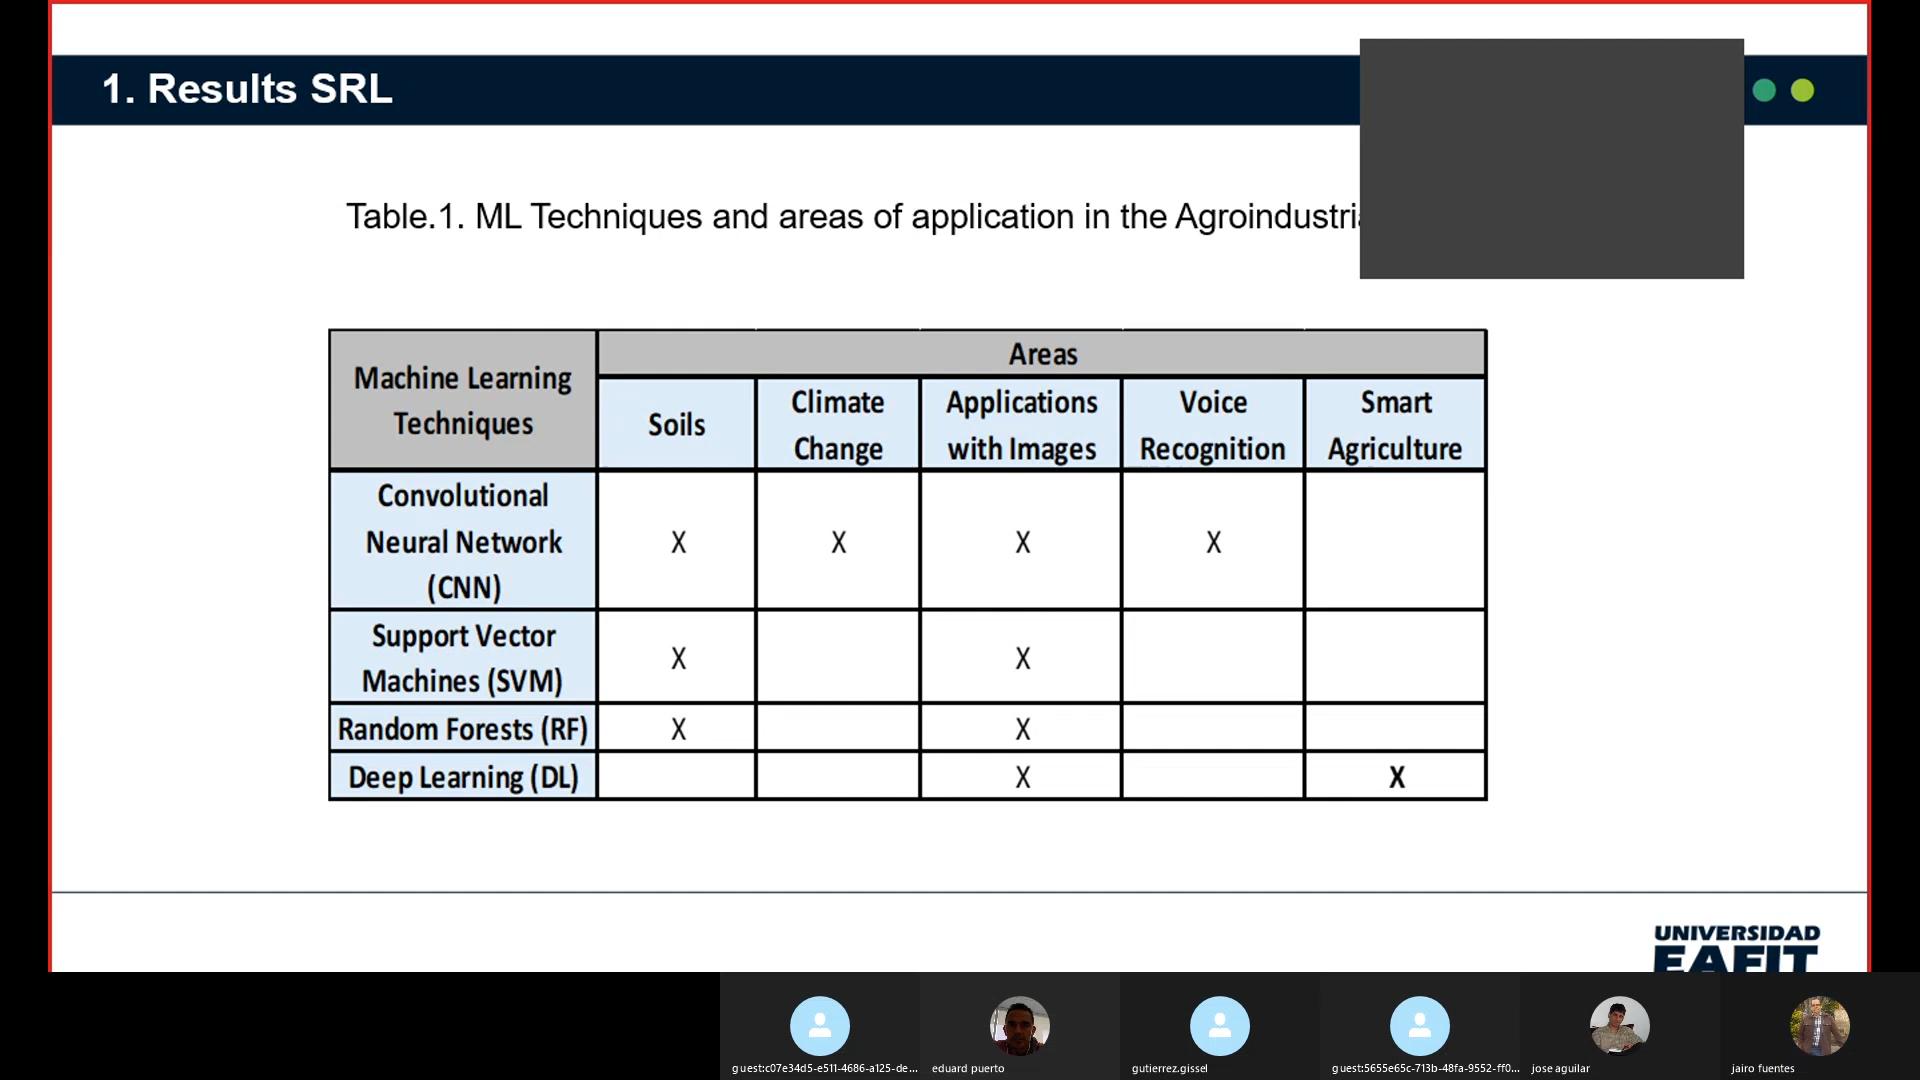 1. Results SRL
Table.1. ML Techniques and areas of application in the
Machine Learning
Techniques
Areas
Soils
Climate
Change
Applications
with Images
Voice
Recognition
Smart
Agriculture
Convolutional
Neural Network
(CNN)
X X X X
Support Vector
Machines (SVM)
X X
Random Forests (RF) X X
Deep Learning (DL) X X
UNIVERSIDAD
EAFIT
guest:c07e34d5-e511-4686-a125-de...
eduard puerto
gutierrez.gissel
guest:5655e65c-713b-48fa-9552-ff0...
jose aguilar
jairo fuentes